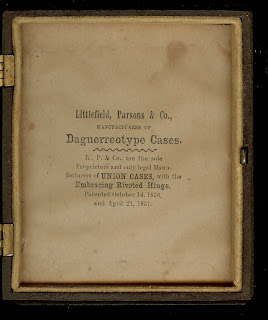 Littlefield, Parsons & Co.,
MANUFACTURERS OF
Daguerreotype Cases.
L. P. & Co. are the sole
Proprietors and only legal Manu-
facturers of UNION CASES, with the
Embracing Riveted Hinge.
Patented October 14, 1856,
and April 21, 1857.